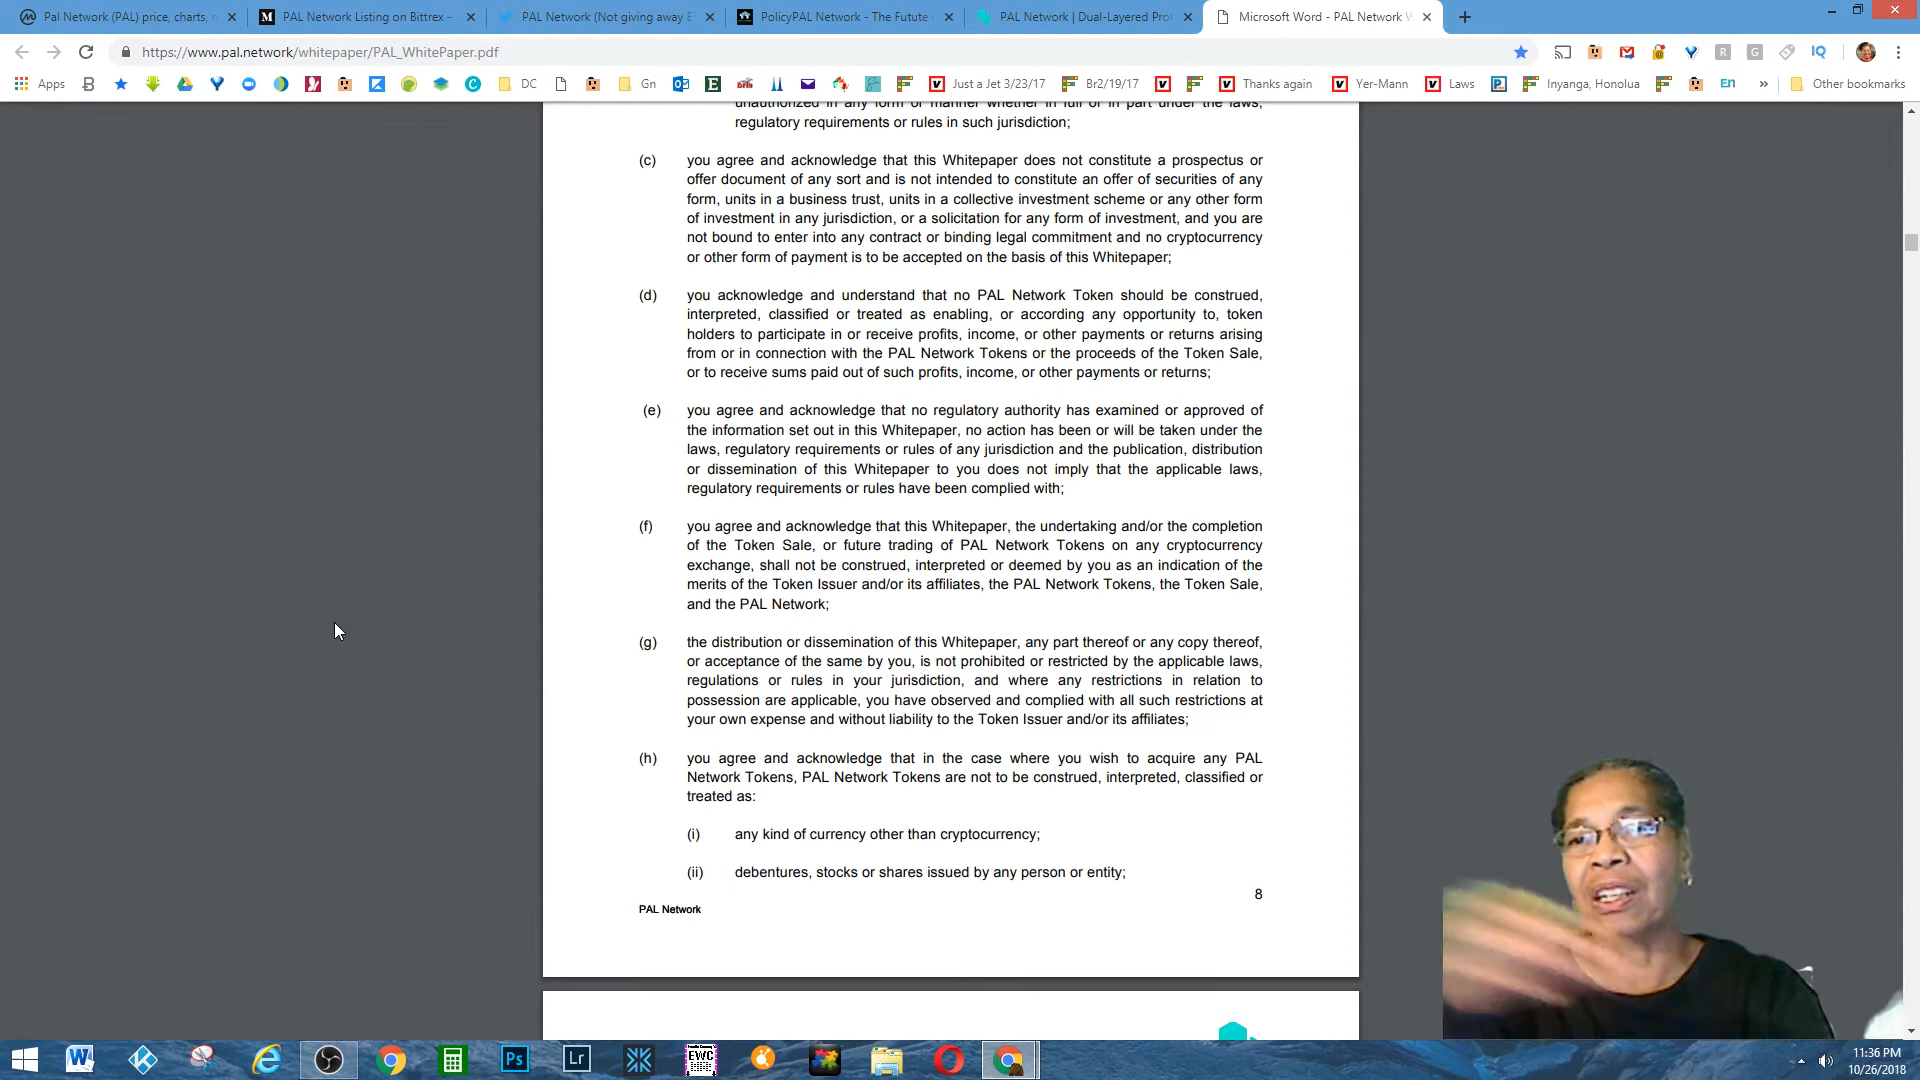 Pal Network (PAL) price, charts,
PAL Network Listing on Bittrex –
PAL Network (Not giving away E
PolicyPAL Network - The Futute
PAL Network | Dual-Layered Prot
Microsoft Word - PAL Network W
https://www.pal.network/whitepaper/PAL_WhitePaper.pdf
Apps
DC
Gn
Just a Jet 3/23/17
Br2/19/17
Thanks again
Yer-Mann
Laws
Inyanga, Honolua
En
»
Other bookmarks
unauthorized in any form or manner whether in full or in part under the laws,
regulatory requirements or rules in such jurisdiction;
(c) you agree and acknowledge that this Whitepaper does not constitute a prospectus or
offer document of any sort and is not intended to constitute an offer of securities of any
form, units in a business trust, units in a collective investment scheme or any other form
of investment in any jurisdiction, or a solicitation for any form of investment, and you are
not bound to enter into any contract or binding legal commitment and no cryptocurrency
or other form of payment is to be accepted on the basis of this Whitepaper;
(d) you acknowledge and understand that no PAL Network Token should be construed,
interpreted, classified or treated as enabling, or according any opportunity to, token
holders to participate in or receive profits, income, or other payments or returns arising
from or in connection with the PAL Network Tokens or the proceeds of the Token Sale,
or to receive sums paid out of such profits, income, or other payments or returns;
(e) you agree and acknowledge that no regulatory authority has examined or approved of
the information set out in this Whitepaper, no action has been or will be taken under the
laws, regulatory requirements or rules of any jurisdiction and the publication, distribution
or dissemination of this Whitepaper to you does not imply that the applicable laws,
regulatory requirements or rules have been complied with;
(f) you agree and acknowledge that this Whitepaper, the undertaking and/or the completion
of the Token Sale, or future trading of PAL Network Tokens on any cryptocurrency
exchange, shall not be construed, interpreted or deemed by you as an indication of the
merits of the Token Issuer and/or its affiliates, the PAL Network Tokens, the Token Sale,
and the PAL Network;
(g) the distribution or dissemination of this Whitepaper, any part thereof or any copy thereof,
or acceptance of the same by you, is not prohibited or restricted by the applicable laws,
regulations or rules in your jurisdiction, and where any restrictions in relation to
possession are applicable, you have observed and complied with all such restrictions at
your own expense and without liability to the Token Issuer and/or its affiliates;
(h) you agree and acknowledge that in the case where you wish to acquire any PAL
Network Tokens, PAL Network Tokens are not to be construed, interpreted, classified or
treated as:
(i) any kind of currency other than cryptocurrency;
(ii) debentures, stocks or shares issued by any person or entity;
8
PAL Network
Ps
Lr
EWC
11:36 PM
10/26/2018